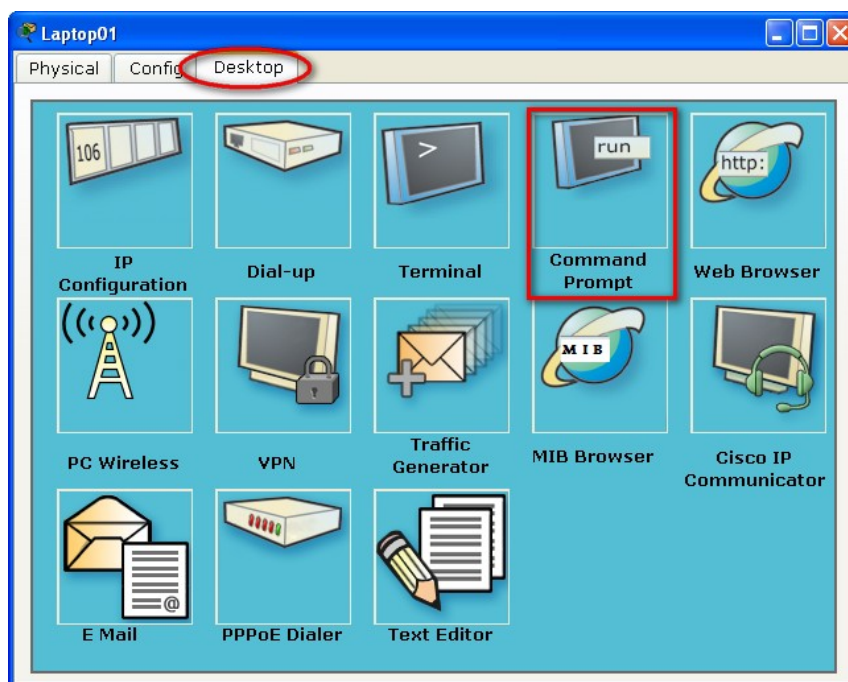 Laptop01
Physical Config Desktop
106
>
run
http:
IP
Configuration
Dial-up
Terminal
Command
Prompt
Web Browser
MIB
PC Wireless
VPN
Traffic
Generator
MIB Browser
Cisco IP
Communicator
@
E Mail
PPPoE Dialer
Text Editor